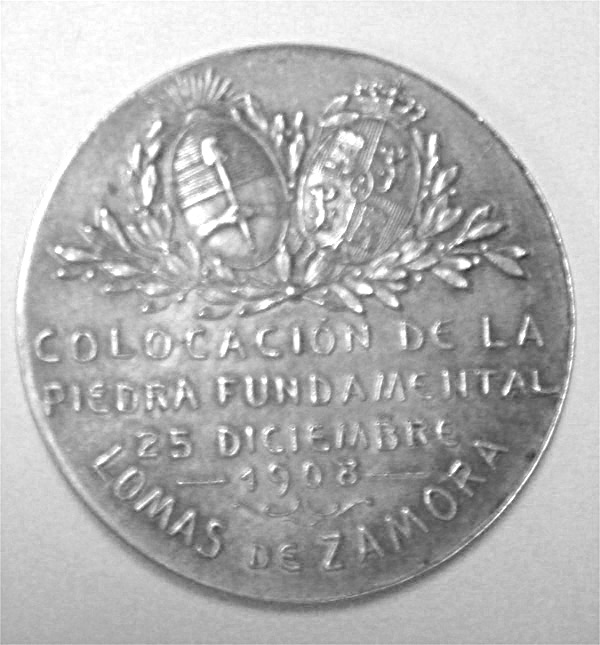 COLOCACIÓN DE LA
PIEDRA FUNDAMENTAL
25 DICIEMBRE
— 1908 —
LOMAS DE ZAMORA